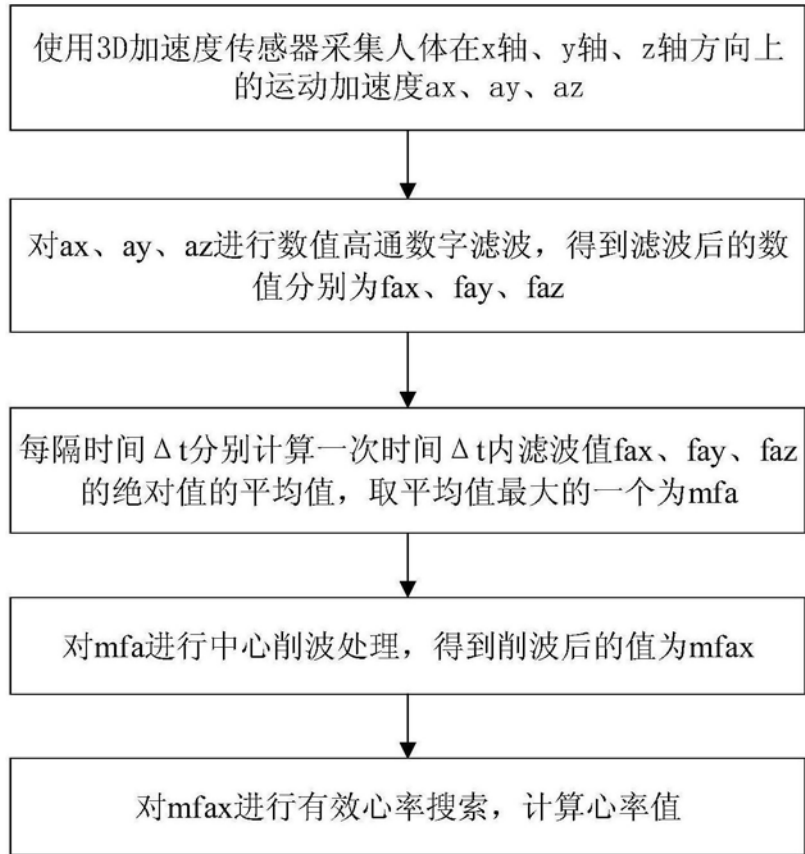 使用3D加速度传感器采集人体在x轴、y轴、z轴方向上
的运动加速度ax、ay、az
对ax、ay、az进行数值高通数字滤波，得到滤波后的数
值分别为fax、fay、faz
每隔时间Δt分别计算一次时间Δt内滤波值fax、fay、faz
的绝对值的平均值，取平均值最大的一个为mfa
对mfa进行中心削波处理，得到削波后的值为mfax
对mfax进行有效心率搜索，计算心率值